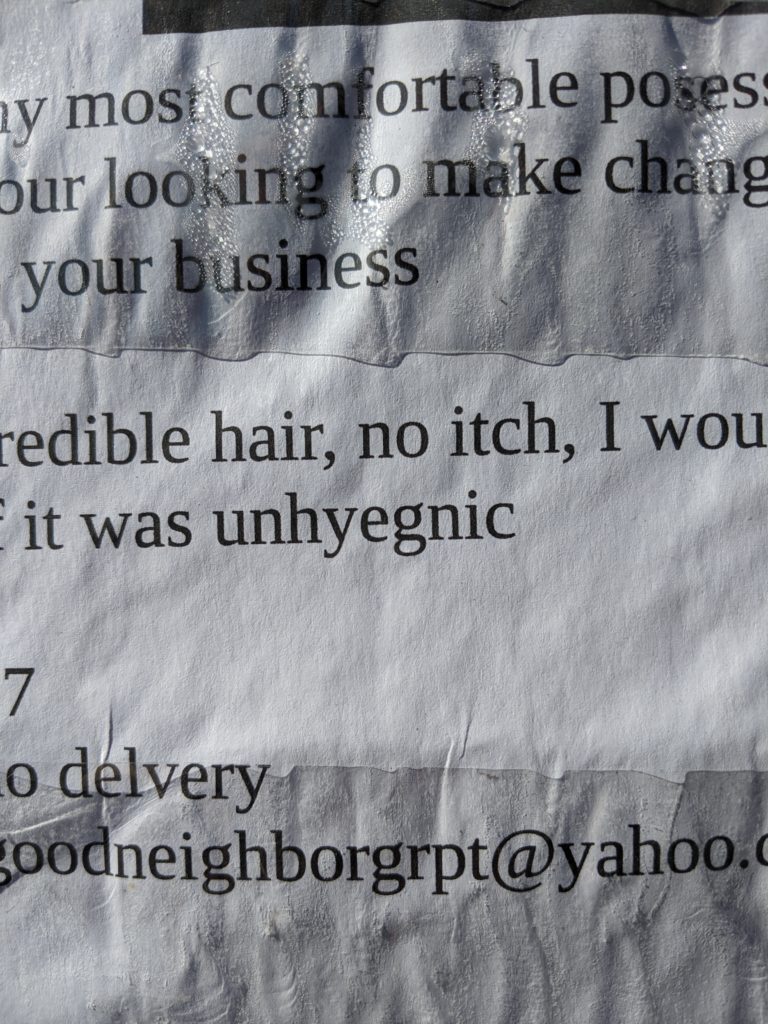 my most comfortable posess
our looking to make chang
your business
redible hair, no itch, I wou
f it was unhyegnic
7
no delvery
goodneighborgrpt@yahoo.c